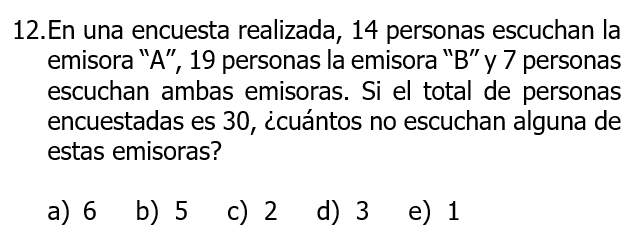 12.En una encuesta realizada, 14 personas escuchan la
emisora “A”, 19 personas la emisora “B” y 7 personas
escuchan ambas emisoras. Si el total de personas
encuestadas es 30, ¿cuántos no escuchan alguna de
estas emisoras?
a) 6 b) 5 c) 2 d) 3 e) 1